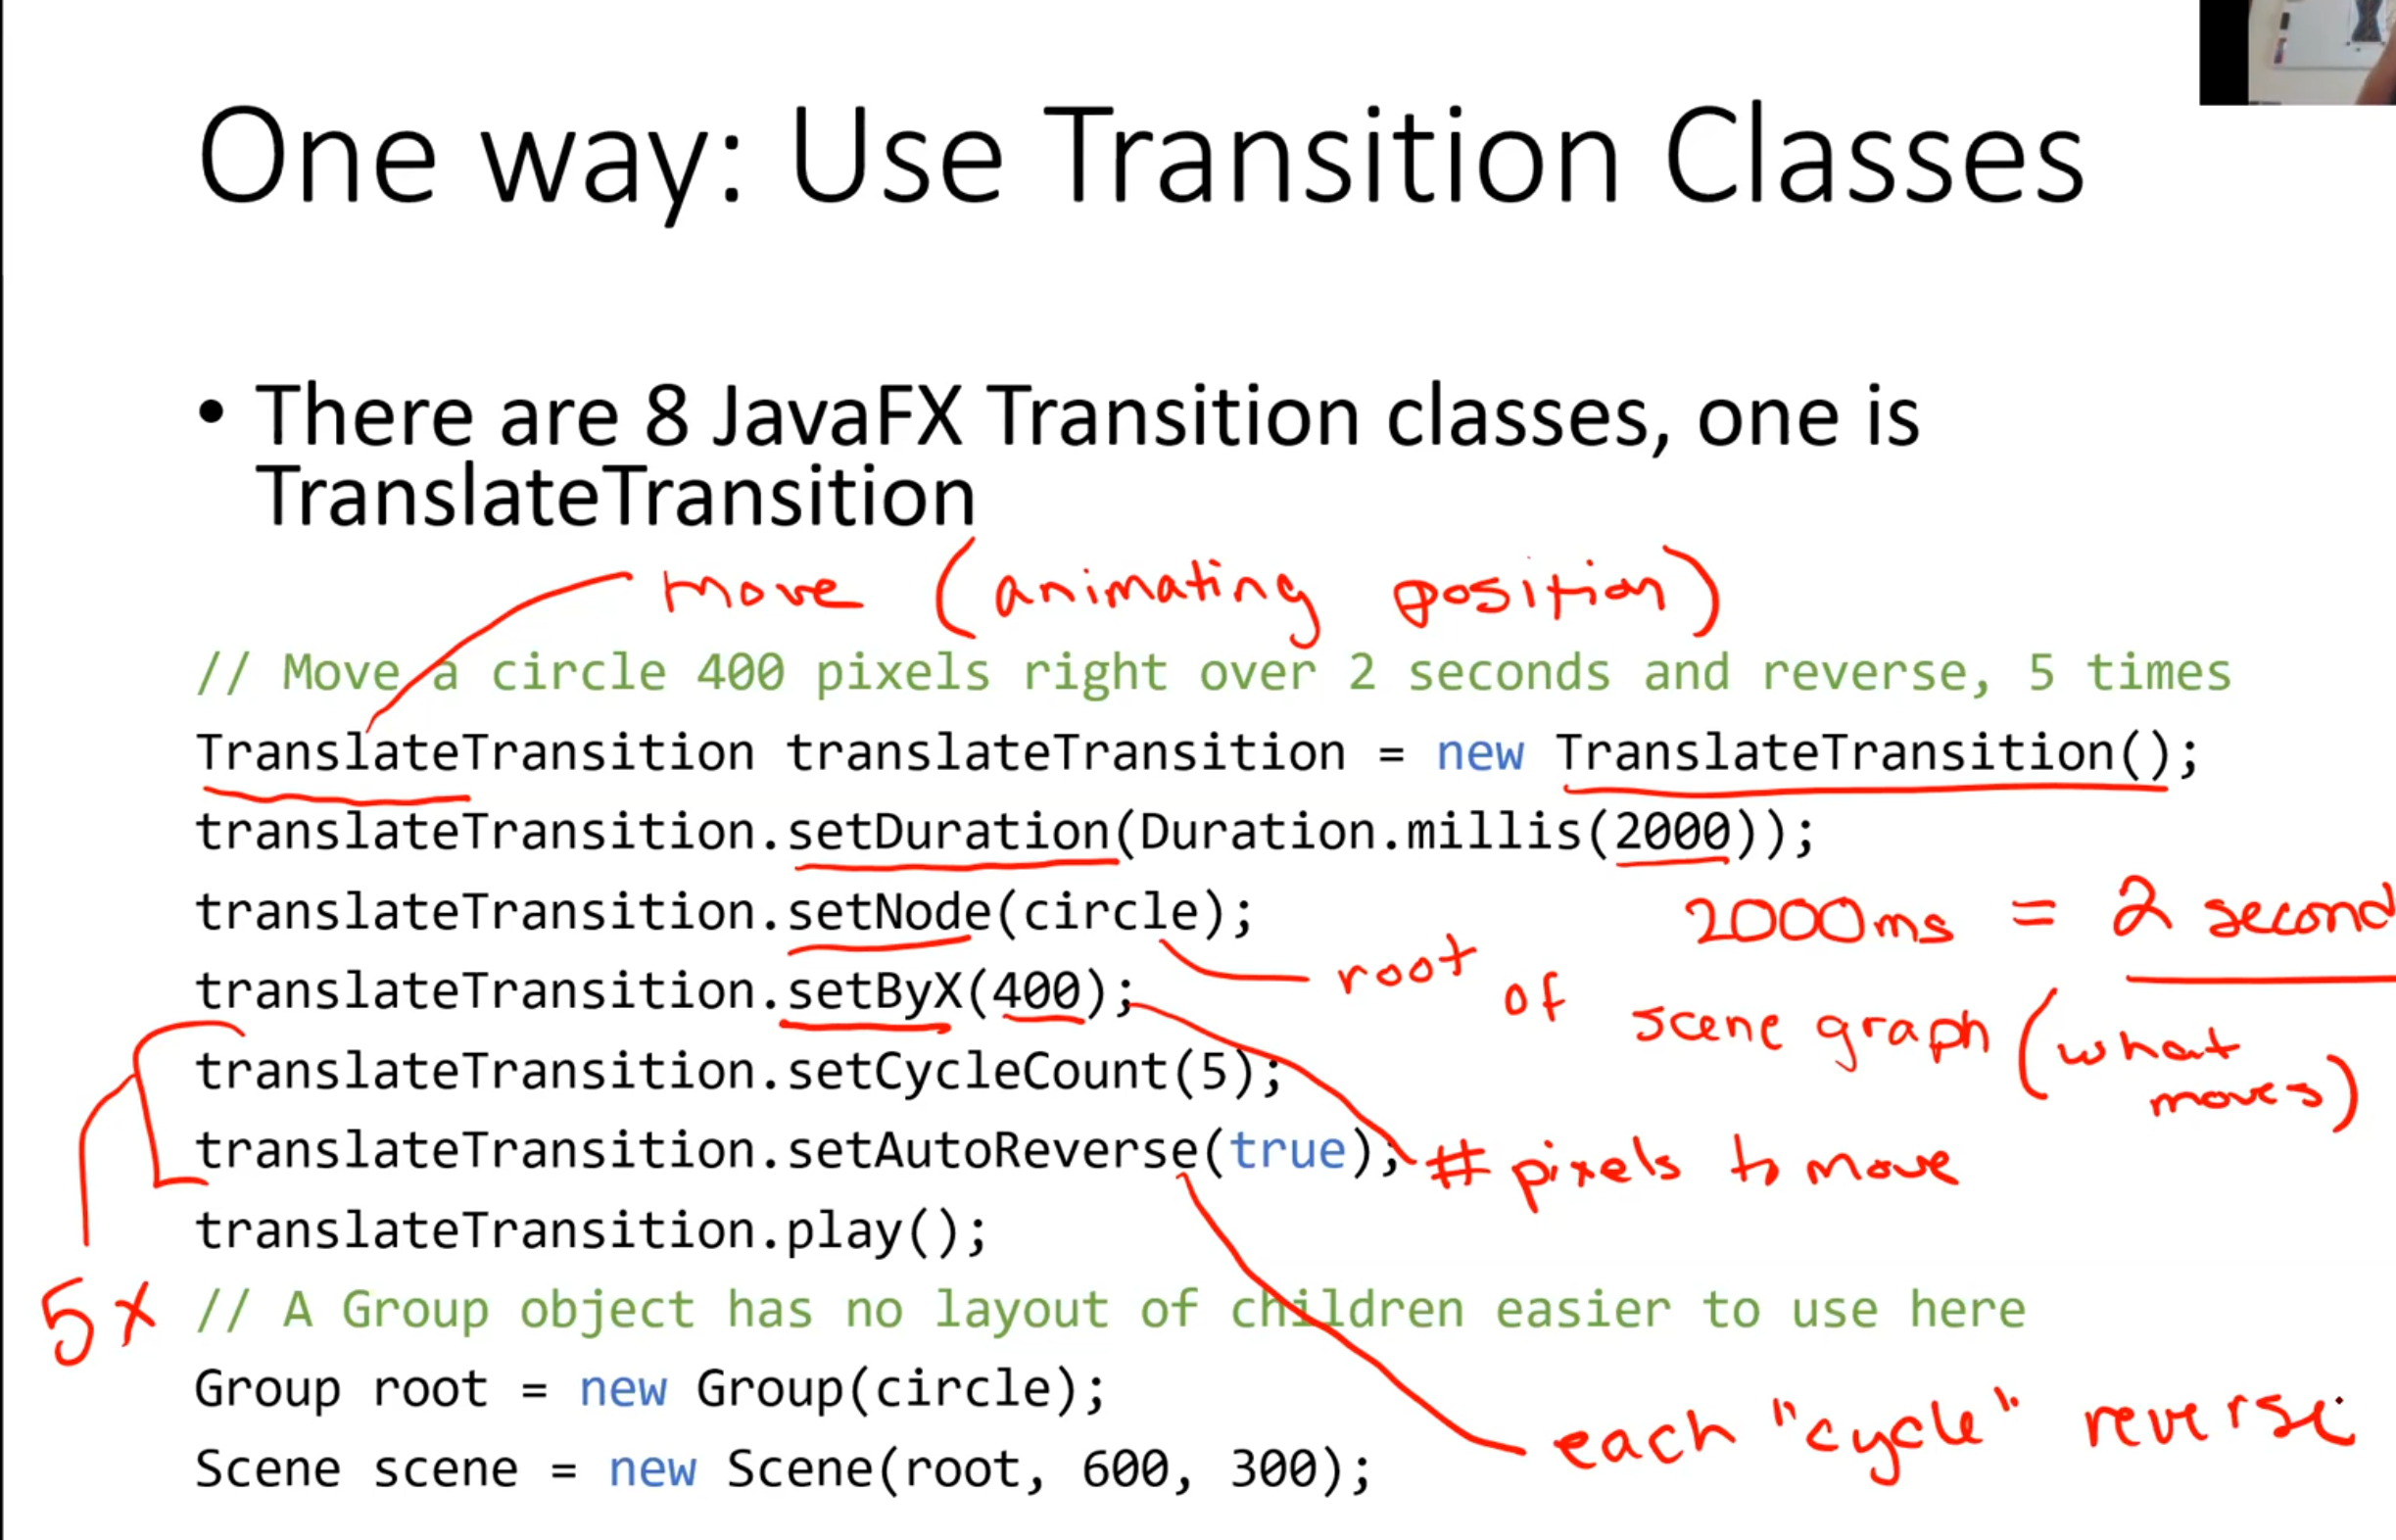 One way: Use Transition Classes
• There are 8 JavaFX Transition classes, one is
TranslateTransition
move (animating position)
// Move a circle 400 pixels right over 2 seconds and reverse, 5 times
TranslateTransition translateTransition = new TranslateTransition();
translateTransition.setDuration(Duration.millis(2000));
2000ms = 2 second
translateTransition.setNode(circle);
root of scene graph (what moves)
translateTransition.setByX(400);
translateTransition.setCycleCount(5);
translateTransition.setAutoReverse(true);
# pixels to move
translateTransition.play();
5x
// A Group object has no layout of children easier to use here
Group root = new Group(circle);
each "cycle" reverse
Scene scene = new Scene(root, 600, 300);